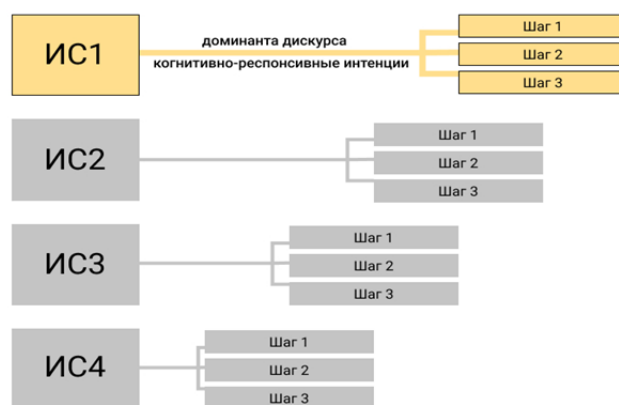 ИС1
доминанта дискурса
когнитивно-респонсивные интенции
Шаг 1
Шаг 2
Шаг 3
ИС2
Шаг 1
Шаг 2
Шаг 3
ИС3
Шаг 1
Шаг 2
Шаг 3
ИС4
Шаг 1
Шаг 2
Шаг 3